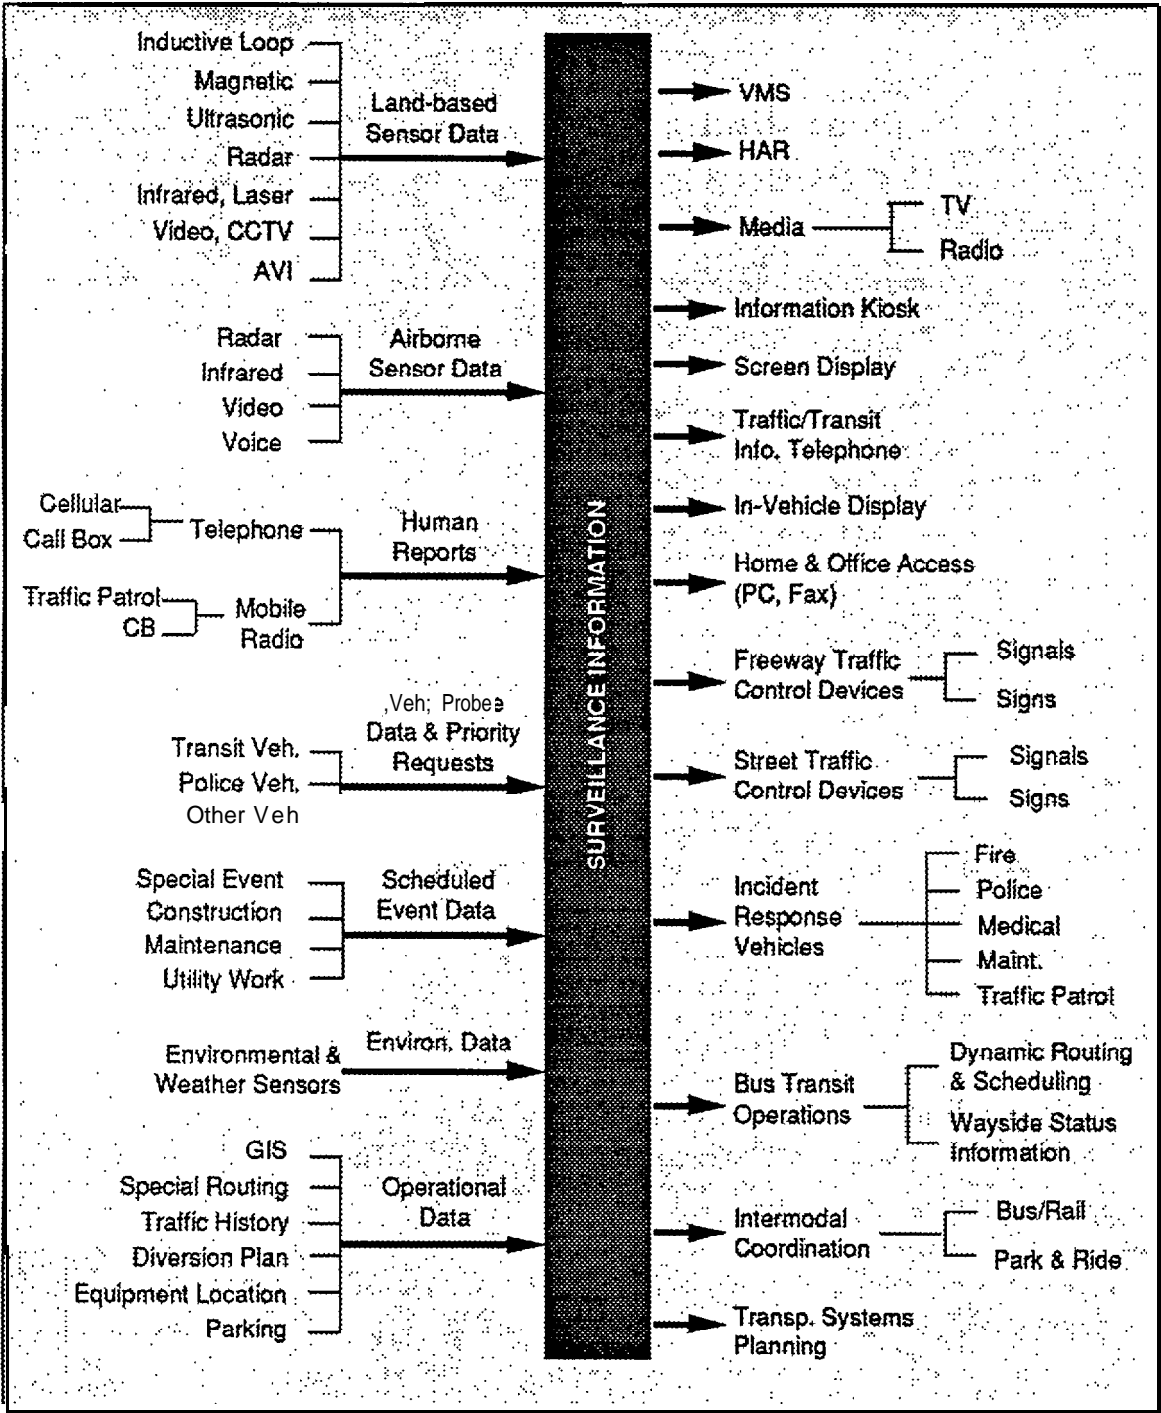 Inductive Loop
Magnetic
Ultrasonic
Radar
Infrared, Laser
Video, CCTV
AVI
Land-based
Sensor Data
Radar
Infrared
Video
Voice
Airborne
Sensor Data
Cellular
Call Box
Telephone
Traffic Patrol
CB
Mobile
Radio
Human
Reports
Transit Veh.
Police Veh.
Other Veh
,Veh; Probee
Data & Priority
Requests
Special Event
Construction
Maintenance
Utility Work
Scheduled
Event Data
Environmental &
Weather Sensors
Environ. Data
GIS
Special Routing
Traffic History
Diversion Plan
Equipment Location
Parking
Operational
Data
SURVEILLANCE INFORMATION
VMS
HAR
Media
TV
Radio
Information Kiosk
Screen Display
Traffic/Transit
Info. Telephone
In-Vehicle Display
Home & Office Access
(PC, Fax)
Freeway Traffic
Control Devices
Signals
Signs
Street Traffic
Control Devices
Signals
Signs
Incident
Response
Vehicles
Fire
Police
Medical
Maint.
Traffic Patrol
Bus Transit
Operations
Dynamic Routing
& Scheduling
Wayside Status
Information
Intermodal
Coordination
Bus/Rail
Park & Ride
Transp. Systems
Planning